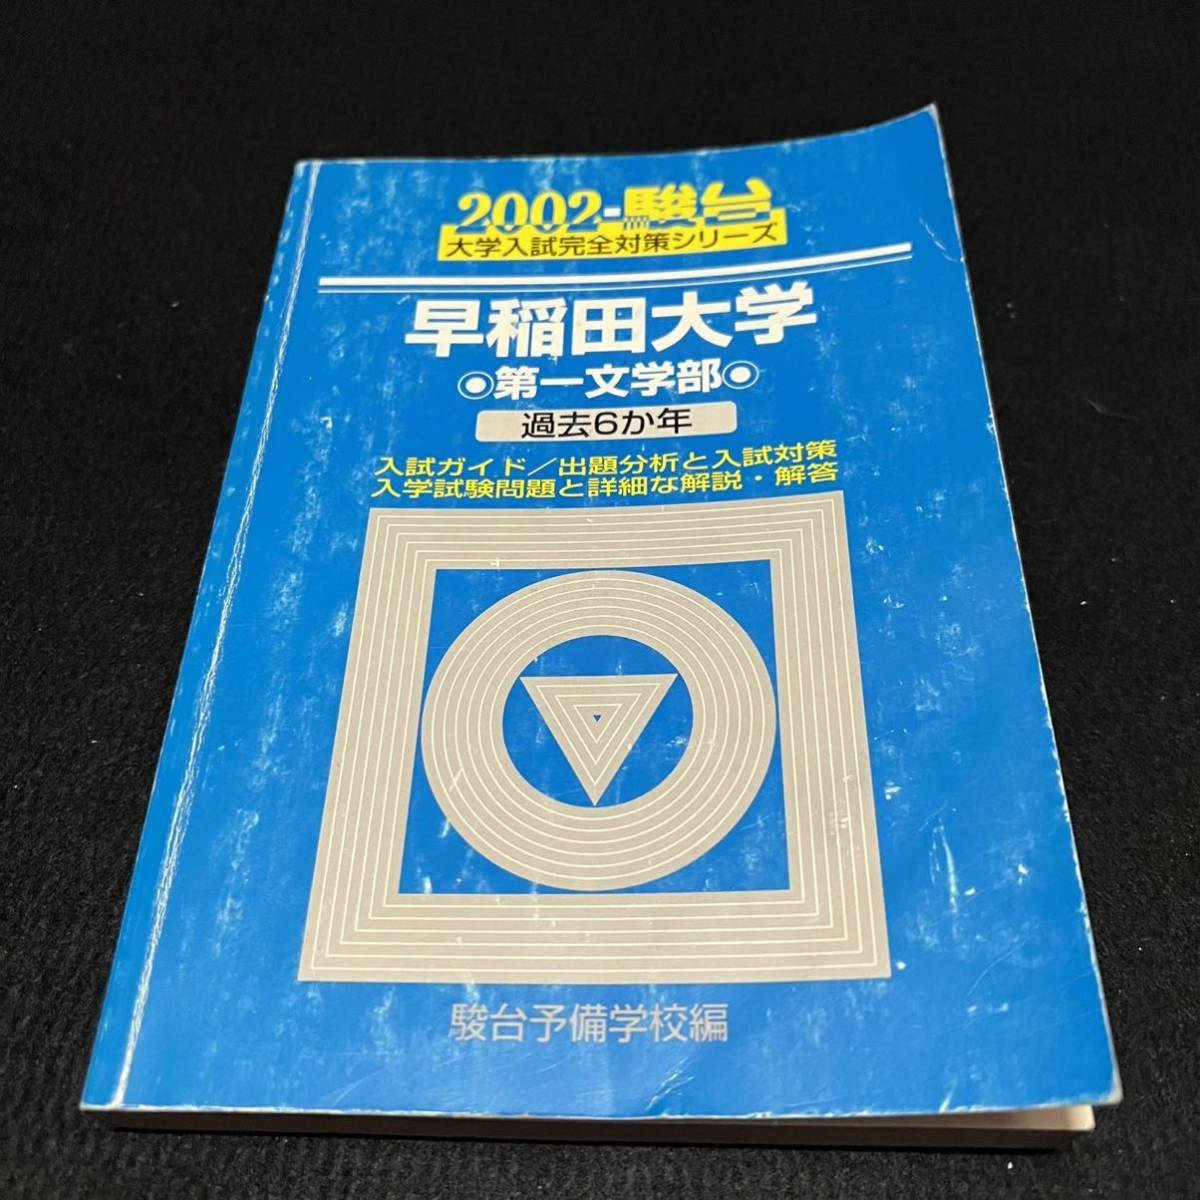 2002-駿台
大学入試完全対策シリーズ
早稲田大学
◉第一文学部◉
過去6か年
入試ガイド/出題分析と入試対策
入学試験問題と詳細な解説・解答
駿台予備学校編